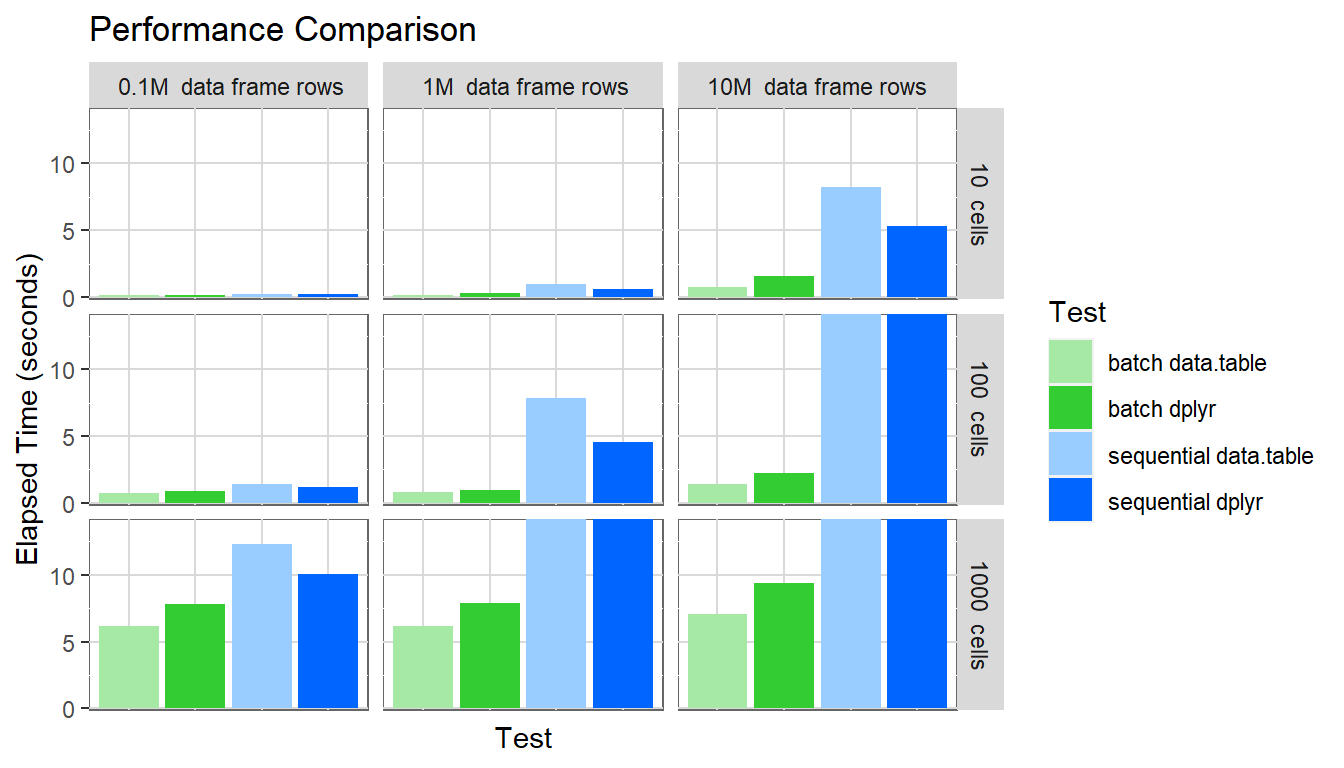 Performance Comparison
0.1M  data frame rows
1M  data frame rows
10M  data frame rows
10
5
0
10  cells
10
5
0
100  cells
10
5
0
1000  cells
Elapsed Time (seconds)
Test
Test
batch data.table
batch dplyr
sequential data.table
sequential dplyr